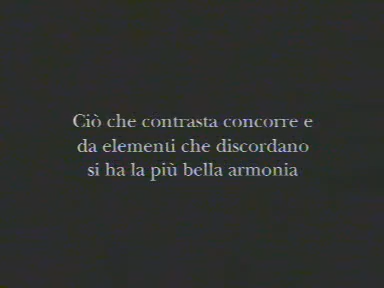 Ciò che contrasta concorre e
da elementi che discordano
si ha la più bella armonia